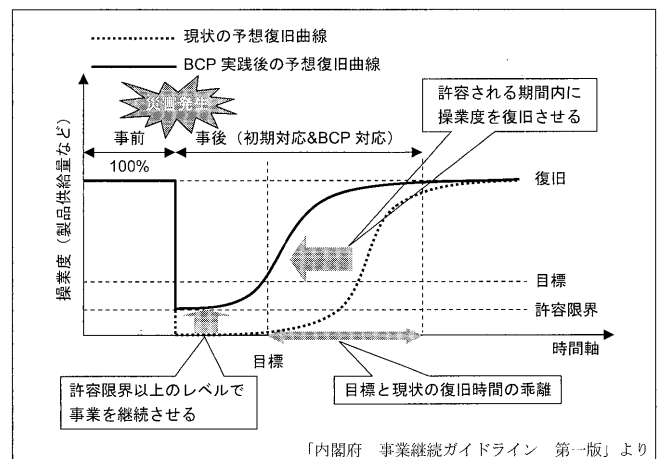 現状の予想復旧曲線
BCP 実践後の予想復旧曲線
災害発生
許容される期間内に
操業度を復旧させる
事前
事後（初期対応&BCP 対応）
100%
操業度（製品供給量など）
復旧
目標
許容限界
時間軸
目標
許容限界以上のレベルで
事業を継続させる
目標と現状の復旧時間の乖離
「内閣府　事業継続ガイドライン　第一版」より